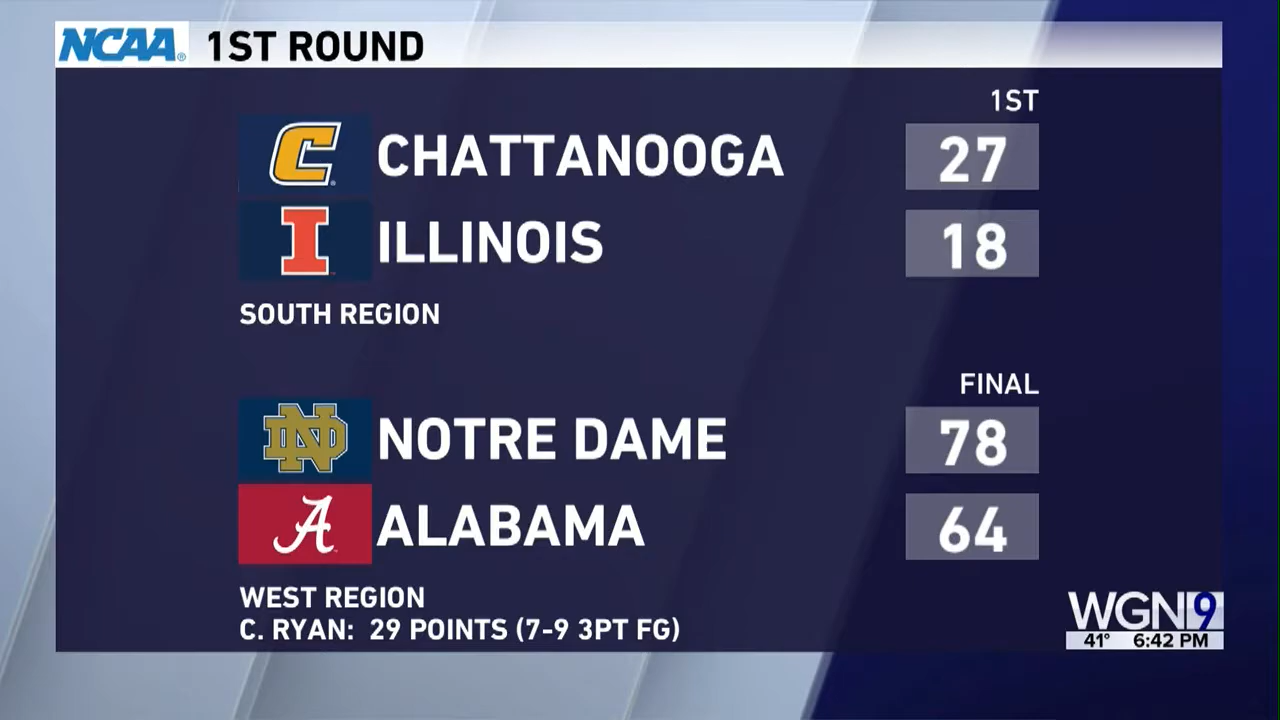 NCAA® 1ST ROUND
1ST
C CHATTANOOGA 27
I ILLINOIS 18
SOUTH REGION
FINAL
ND NOTRE DAME 78
A ALABAMA 64
WEST REGION
C. RYAN: 29 POINTS (7-9 3PT FG)
WGN9
41° 6:42 PM